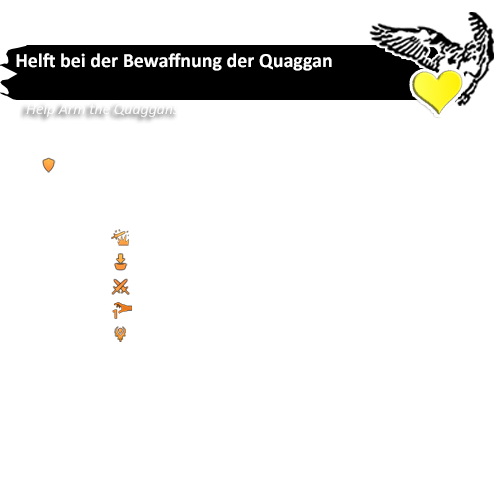 Helft bei der Bewaffnung der Quaggan
(Help Arm the Quaggan)